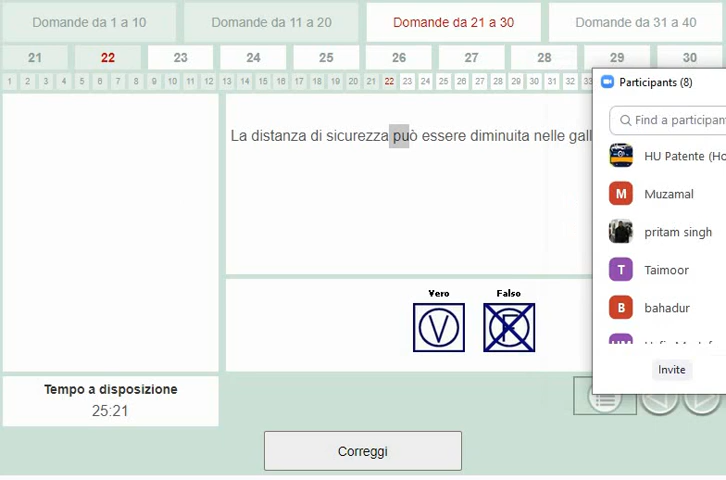 Domande da 1 a 10 Domande da 11 a 20 Domande da 21 a 30 Domande da 31 a 40
21 22 23 24 25 26 27 28 29 30
1 2 3 4 5 6 7 8 9 10 11 12 13 14 15 16 17 18 19 20 21 22 23 24 25 26 27 28 29 30 31 32 33
Participants (8)
Find a participan
La distanza di sicurezza può essere diminuita nelle gall
HU Patente (Ho
M Muzamal
pritam singh
T Taimoor
Vero Falso
V F
B bahadur
Invite
Tempo a disposizione
25:21
Correggi